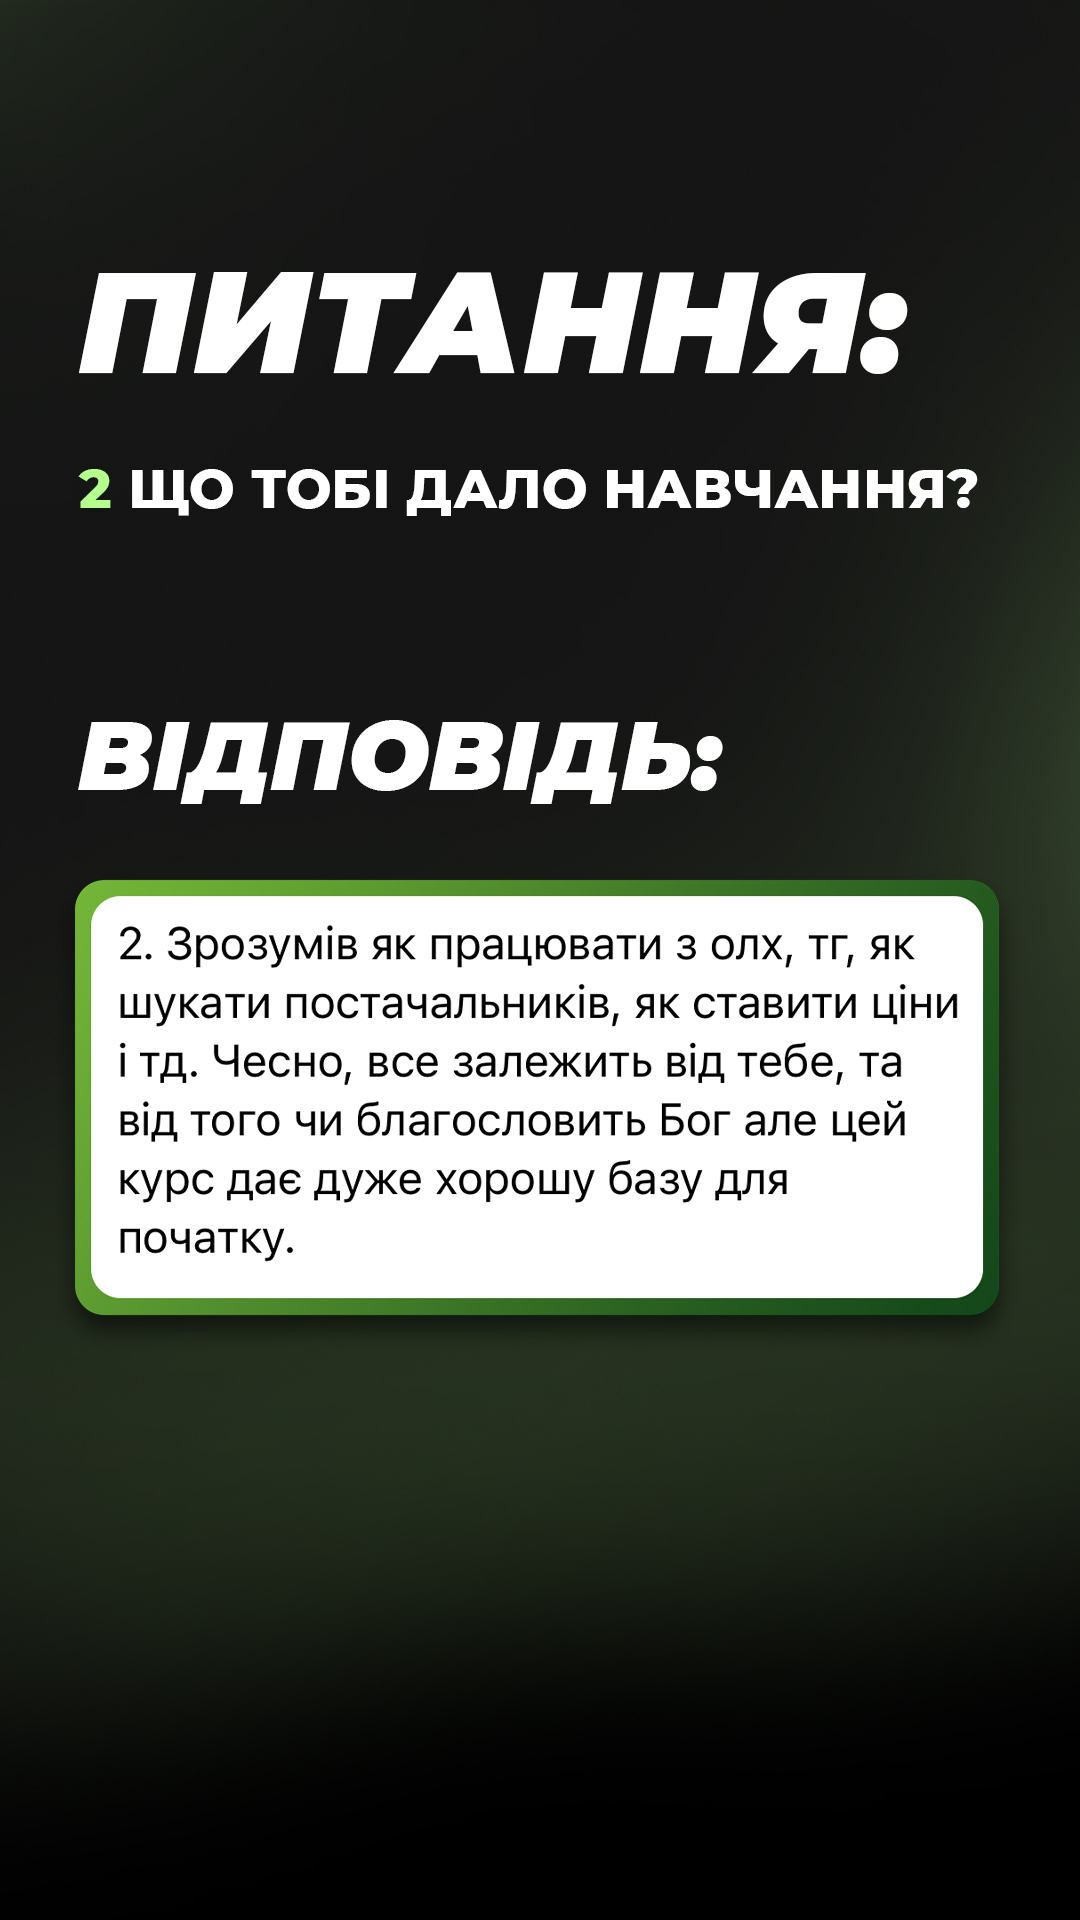 ПИТАННЯ:
2 ЩО ТОБІ ДАЛО НАВЧАННЯ?
ВІДПОВІДЬ:
2. Зрозумів як працювати з олх, тг, як
шукати постачальників, як ставити ціни
і тд. Чесно, все залежить від тебе, та
від того чи благословить Бог але цей
курс дає дуже хорошу базу для
початку.